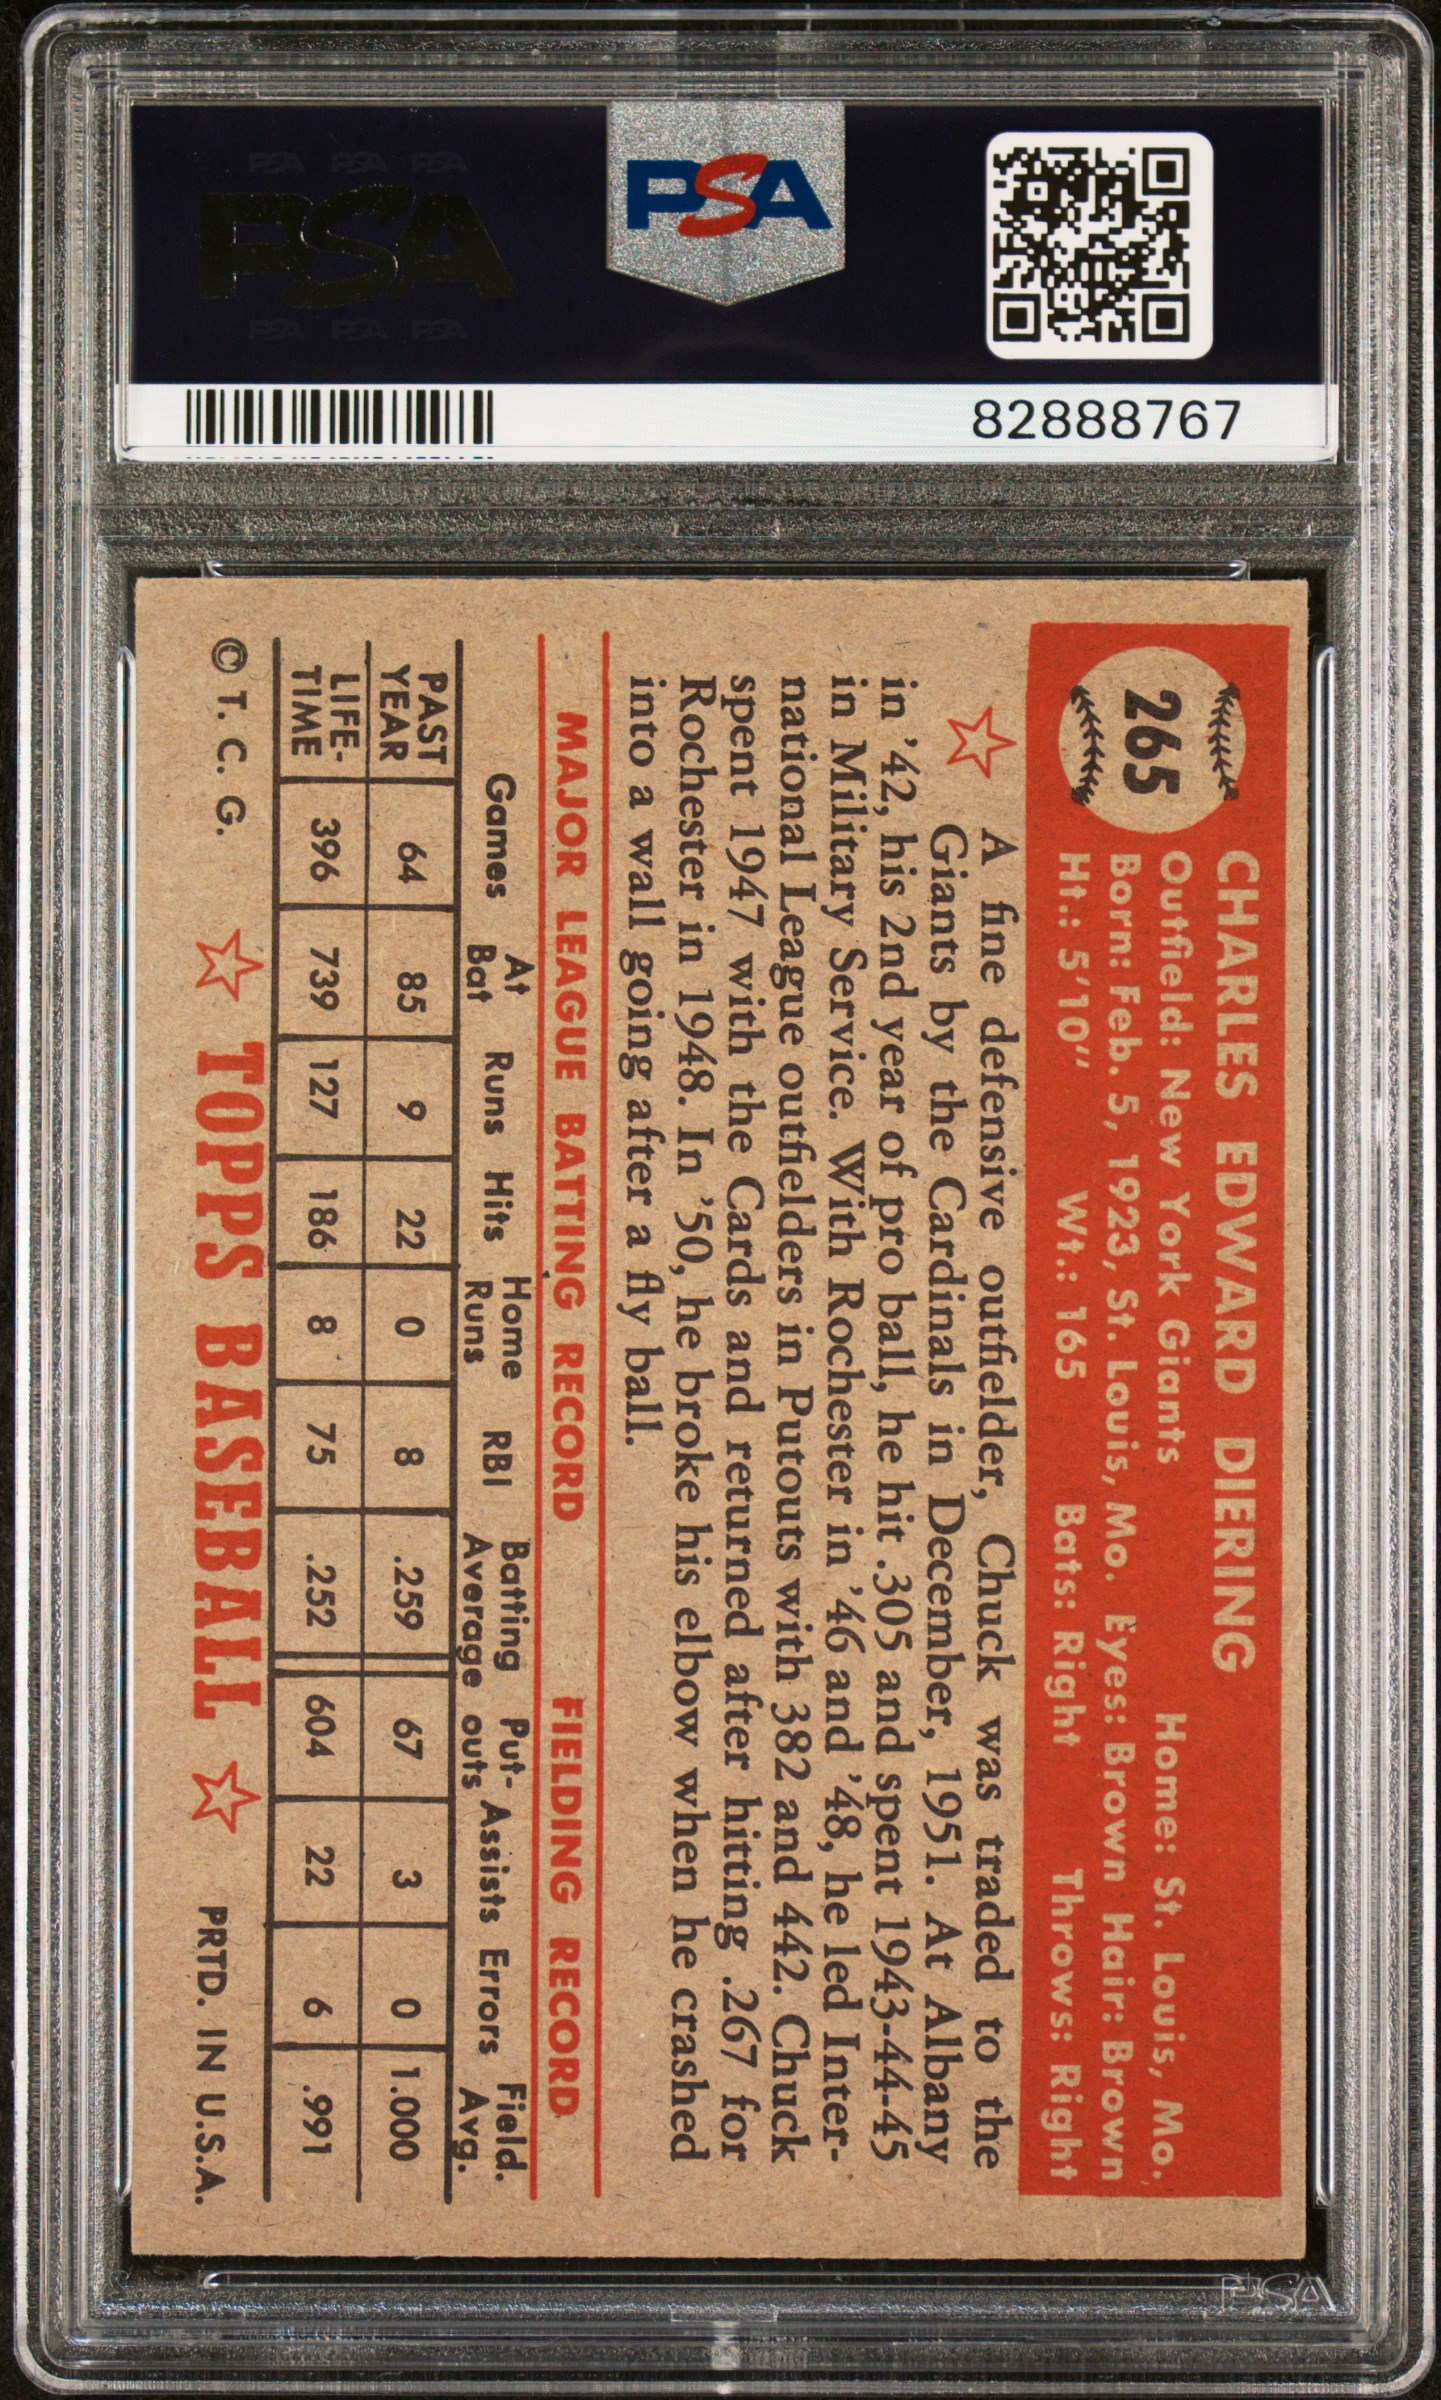 PSA PSA PSA
PSA
PSA PSA PSA
PSA
82888767
265
CHARLES EDWARD DIERING
Outfield: New York Giants Home: St. Louis, Mo.
Born: Feb. 5, 1923, St. Louis, Mo. Eyes: Brown Hair: Brown
Ht.: 5'10" Wt.: 165 Bats: Right Throws: Right
A fine defensive outfielder, Chuck was traded to the
Giants by the Cardinals in December, 1951. At Albany
in '42, his 2nd year of pro ball, he hit .305 and spent 1943-44-45
in Military Service. With Rochester in '46 and '48, he led Inter-
national League outfielders in Putouts with 382 and 442. Chuck
spent 1947 with the Cards and returned after hitting .267 for
Rochester in 1948. In '50, he broke his elbow when he crashed
into a wall going after a fly ball.
MAJOR LEAGUE BATTING RECORD FIELDING RECORD
Games At Bat Runs Hits Home Runs RBI Batting Average Put-outs Assists Errors Field. Avg.
PAST YEAR 64 85 9 22 0 8 .259 67 3 0 1.000
LIFE-TIME 396 739 127 186 8 75 .252 604 22 6 .991
© T. C. G. TOPPS BASEBALL PRTD. IN U.S.A.
PSA